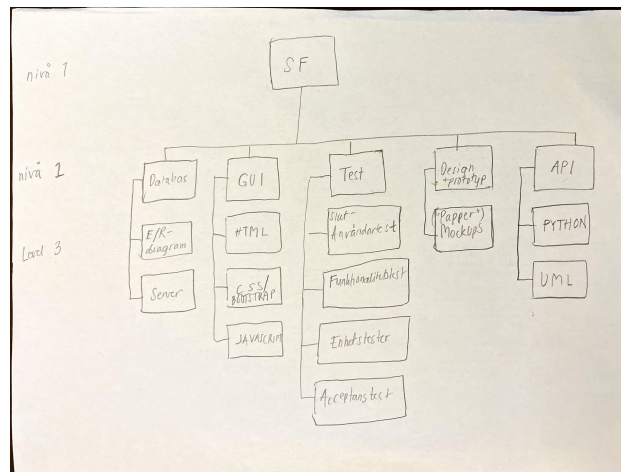 nivå 1
SF
nivå 2
Databas
GUI
Test
Design
+prototyp
API
Level 3
E/R-
diagram
HTML
Slut-
Användartest
("Papper")
Mockups
PYTHON
Server
CSS/
BOOTSTRAP
Funktionalitetstest
UML
JAVASCRIPT
Enhetstester
Acceptanstest